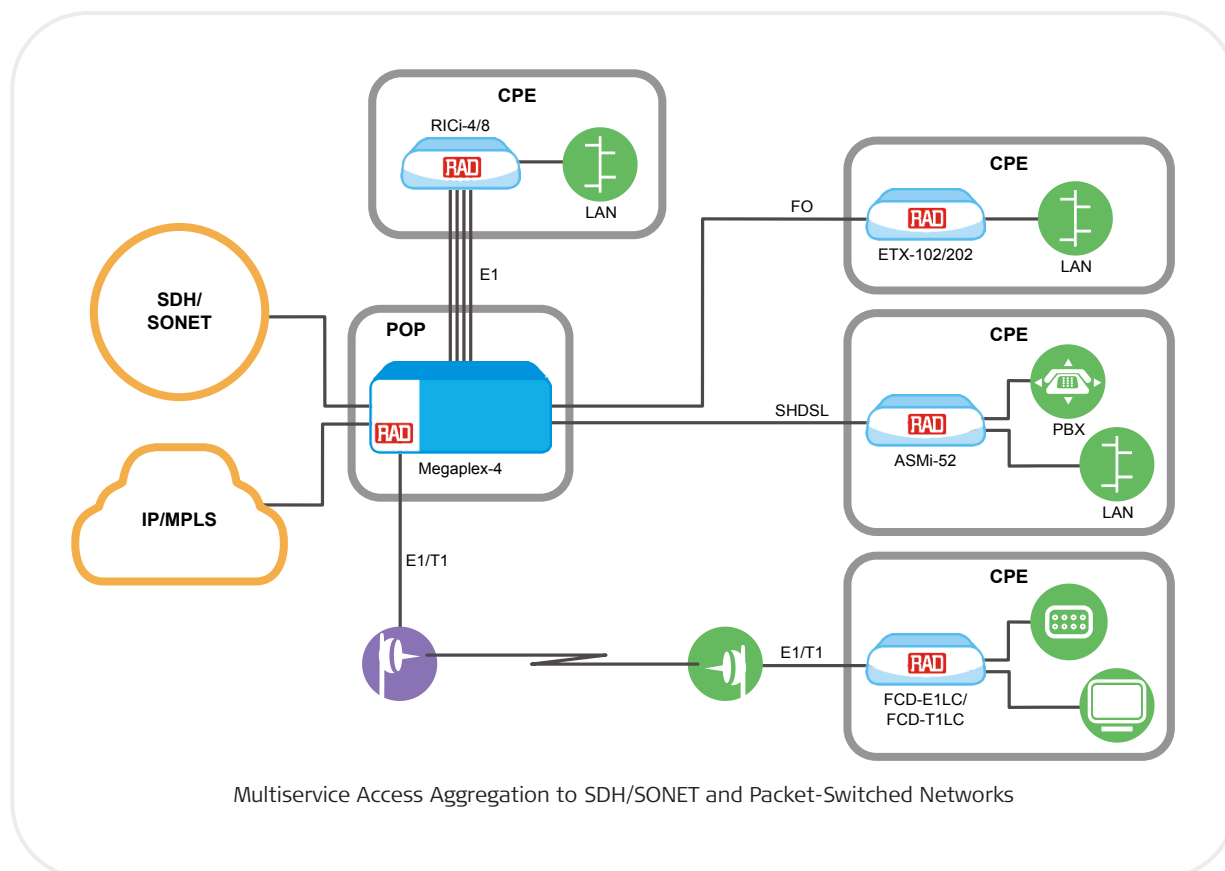 CPE
RICi-4/8
RAD
LAN
E1
FO
CPE
RAD
ETX-102/202
LAN
SDH/
SONET
POP
RAD
Megaplex-4
SHDSL
CPE
RAD
ASMi-52
PBX
LAN
IP/MPLS
E1/T1
E1/T1
CPE
RAD
FCD-E1LC/
FCD-T1LC
Multiservice Access Aggregation to SDH/SONET and Packet-Switched Networks